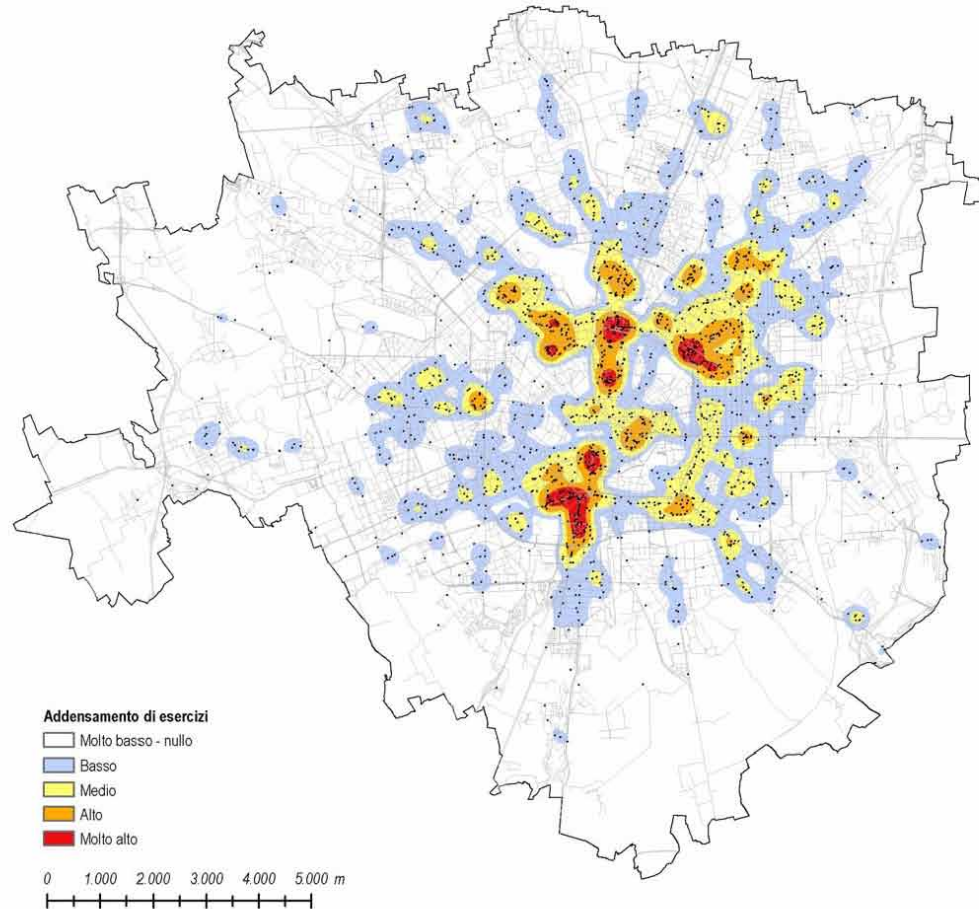 Addensamento di esercizi
Molto basso - nullo
Basso
Medio
Alto
Molto alto
0 1.000 2.000 3.000 4.000 5.000 m